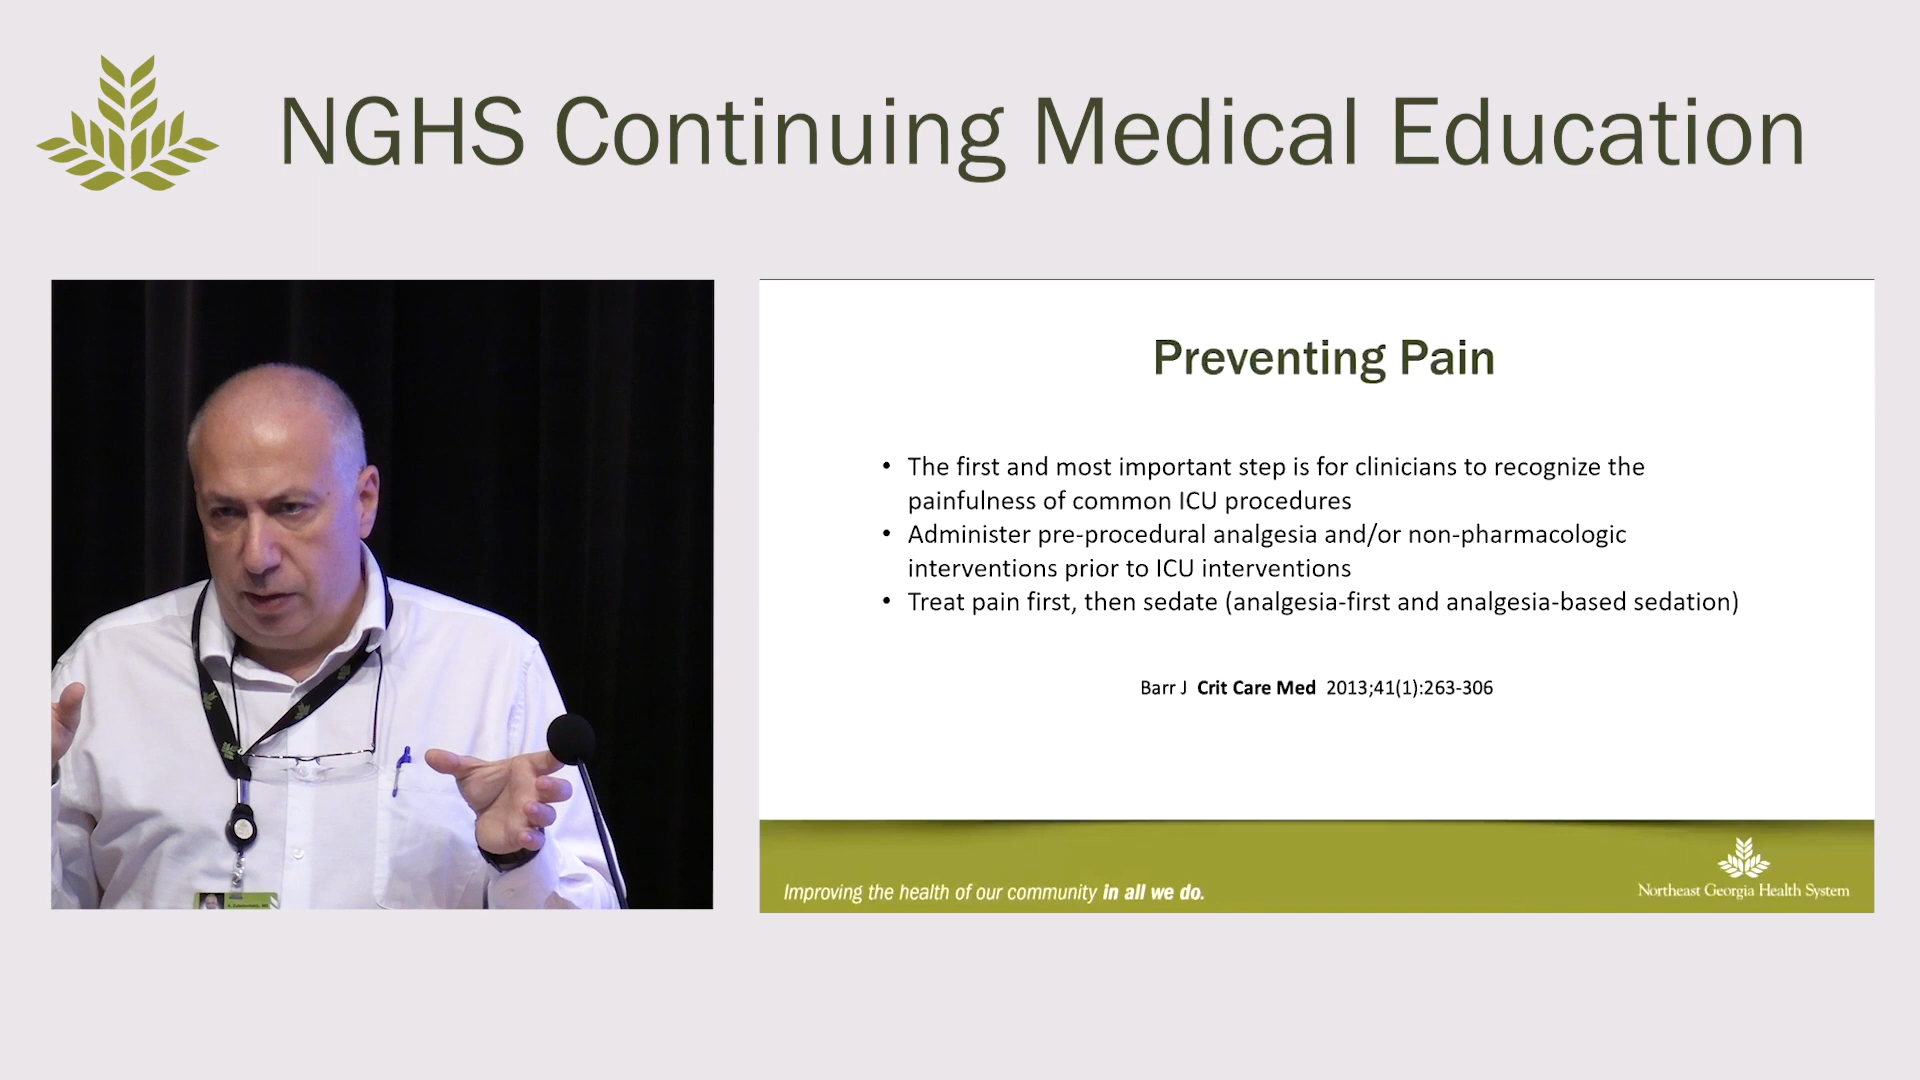 NGHS Continuing Medical Education
Preventing Pain
• The first and most important step is for clinicians to recognize the
painfulness of common ICU procedures
• Administer pre-procedural analgesia and/or non-pharmacologic
interventions prior to ICU interventions
• Treat pain first, then sedate (analgesia-first and analgesia-based sedation)
Barr J Crit Care Med 2013;41(1):263-306
Improving the health of our community in all we do.
Northeast Georgia Health System